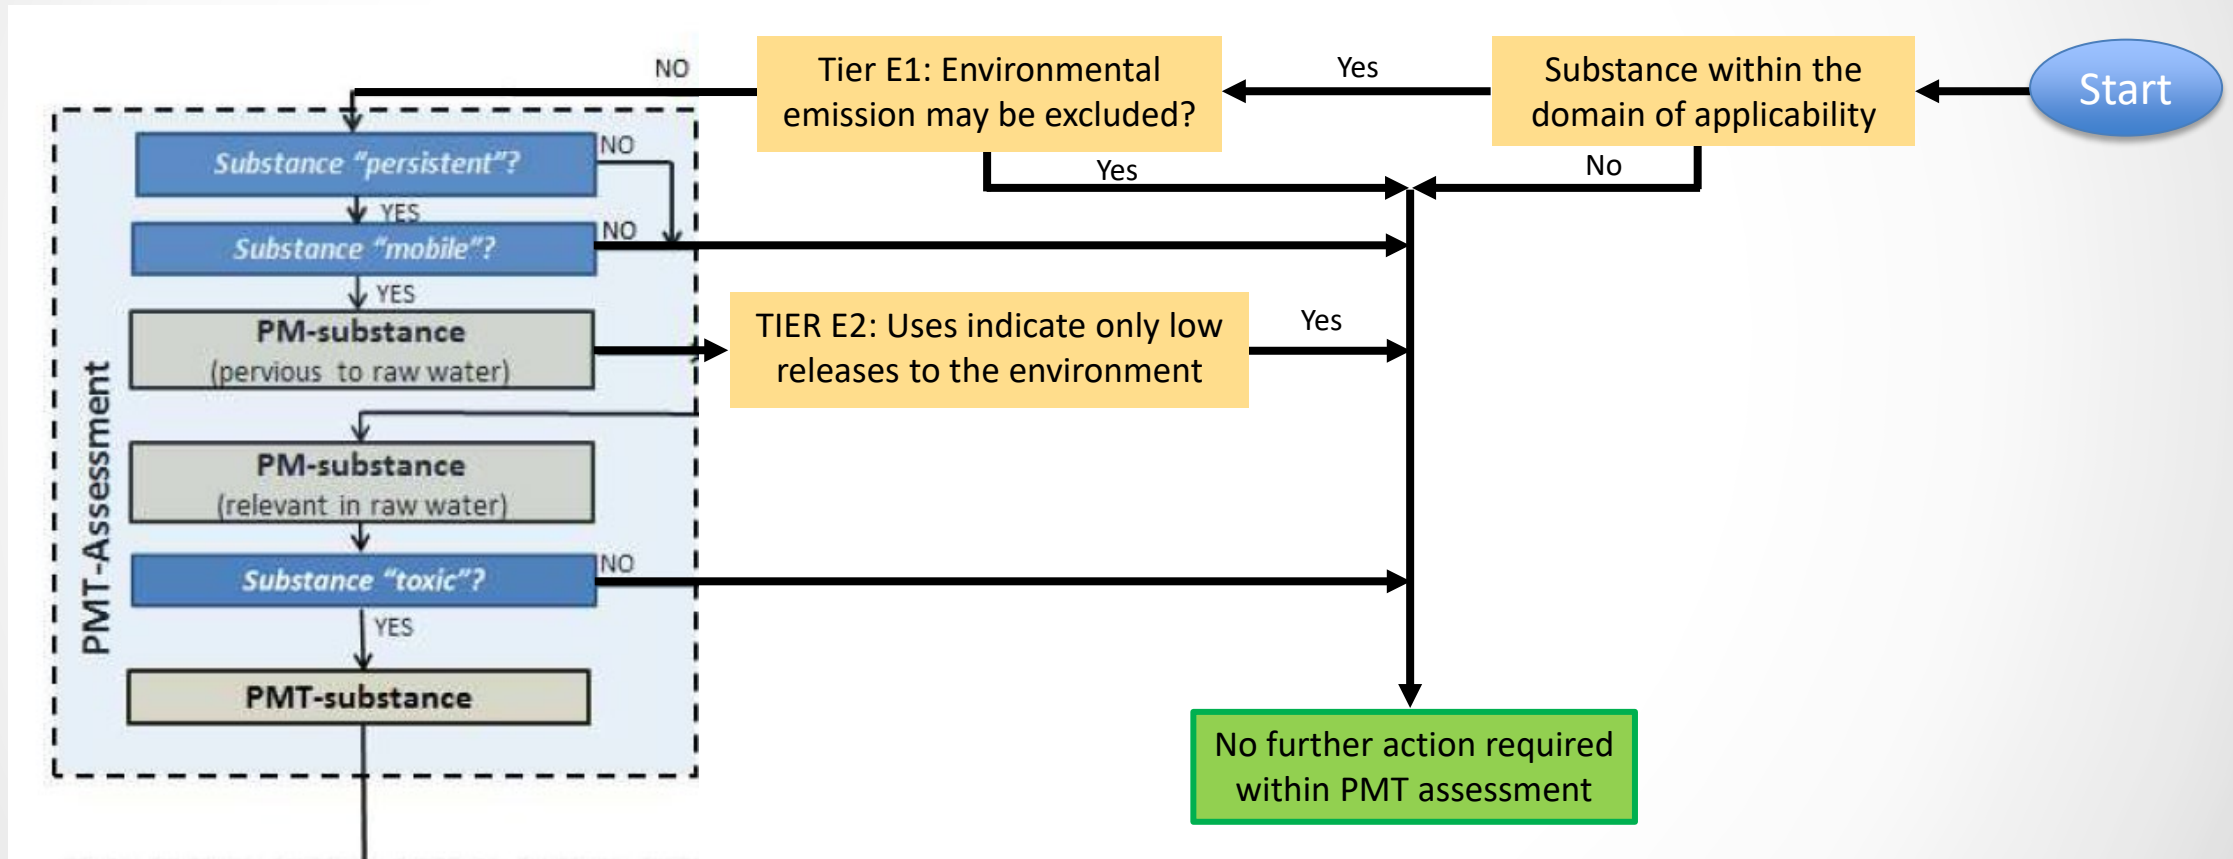 Start
Substance within the
domain of applicability
Yes
No
Tier E1: Environmental
emission may be excluded?
Yes
NO
PMT-Assessment
Substance “persistent”?
NO
YES
Substance “mobile”?
NO
YES
PM-substance
(pervious to raw water)
TIER E2: Uses indicate only low
releases to the environment
Yes
PM-substance
(relevant in raw water)
Substance “toxic”?
NO
YES
PMT-substance
No further action required
within PMT assessment